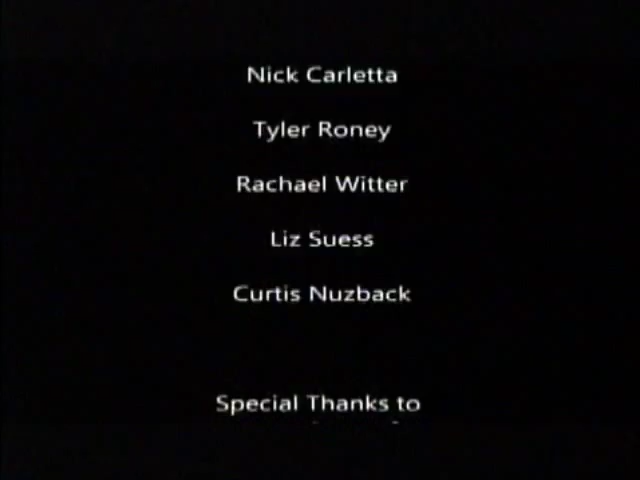 Nick Carletta
Tyler Roney
Rachael Witter
Liz Suess
Curtis Nuzback
Special Thanks to